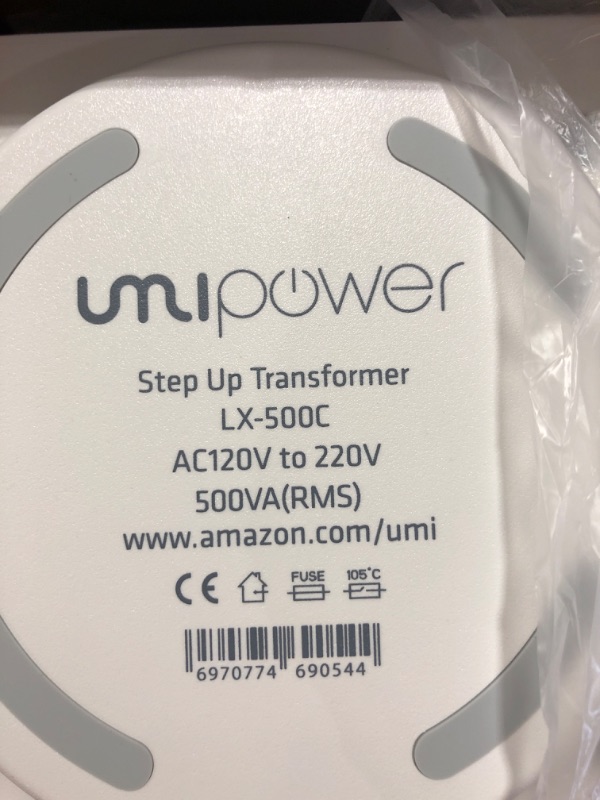 umipower
Step Up Transformer
LX-500C
AC120V to 220V
500VA(RMS)
www.amazon.com/umi
CE FUSE 105°C
6970774 690544